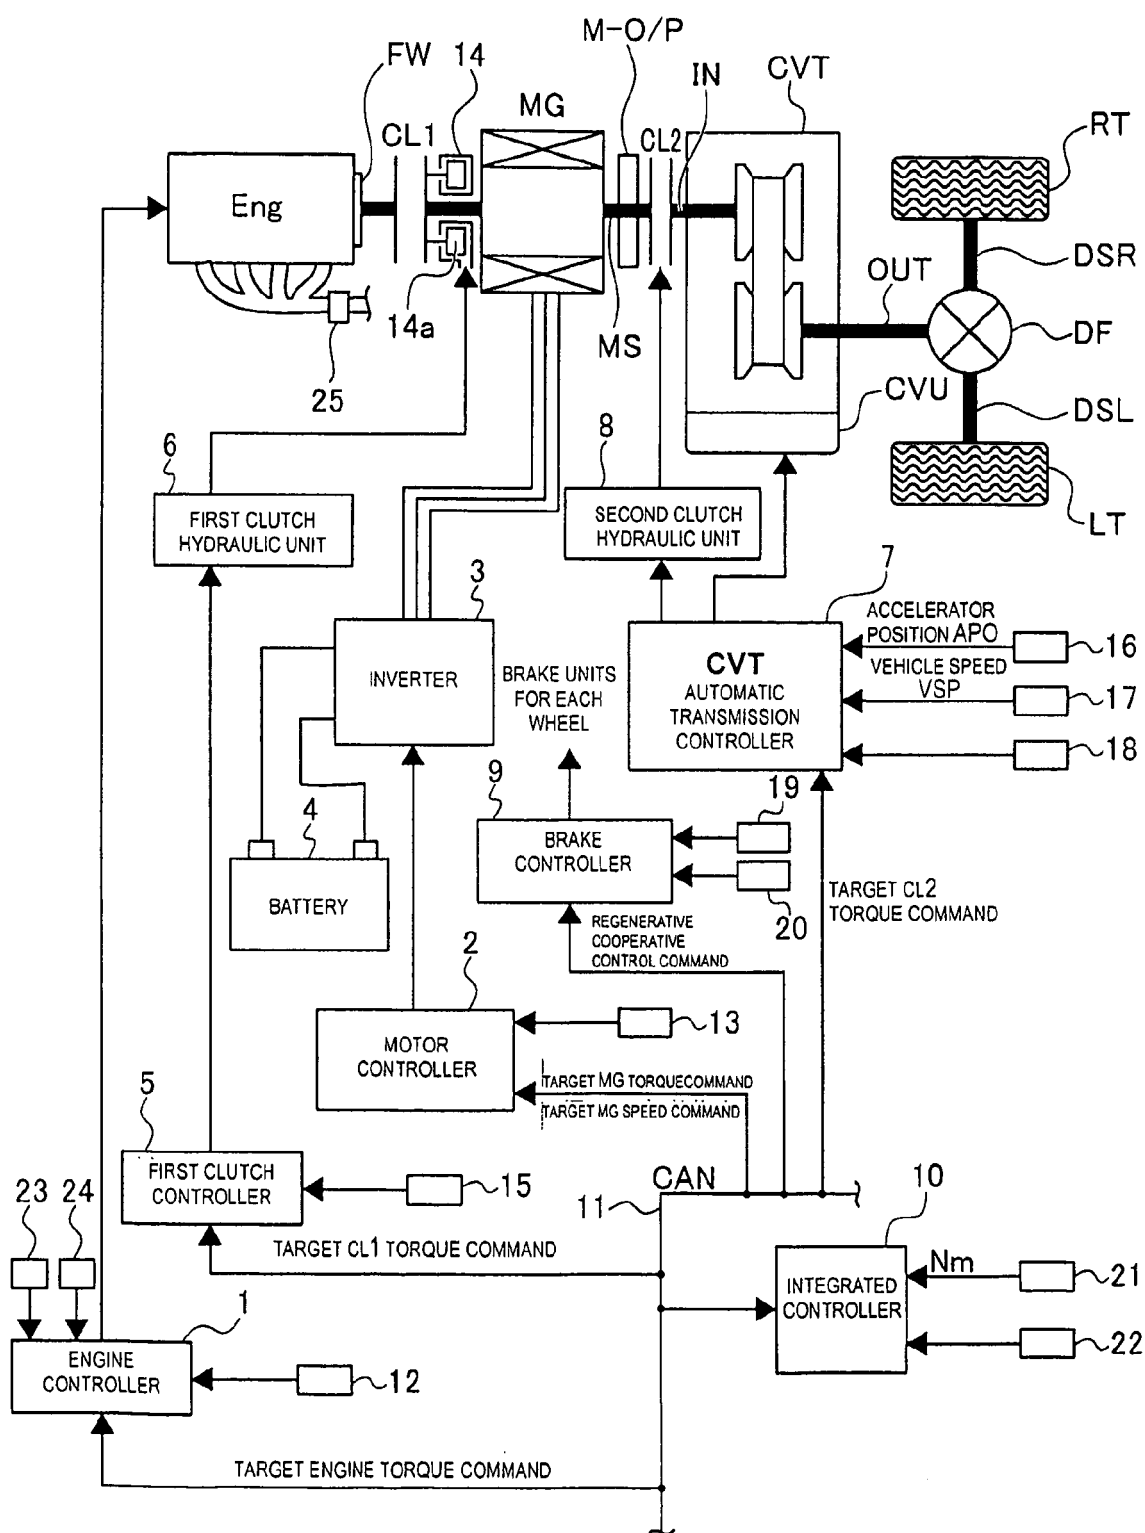 M-O/P
FW
14
IN
CVT
MG
CL1
CL2
RT
Eng
DSR
OUT
14a
MS
DF
25
CVU
DSL
6
8
FIRST CLUTCH
HYDRAULIC UNIT
SECOND CLUTCH
HYDRAULIC UNIT
LT
3
7
ACCELERATOR
POSITION APO
16
INVERTER
BRAKE UNITS
FOR EACH
WHEEL
CVT
AUTOMATIC
TRANSMISSION
CONTROLLER
VEHICLE SPEED
VSP
17
18
9
19
4
BRAKE
CONTROLLER
BATTERY
20
TARGET CL2
TORQUE COMMAND
REGENERATIVE
COOPERATIVE
CONTROL COMMAND
2
13
MOTOR
CONTROLLER
TARGET MG TORQUECOMMAND
TARGET MG SPEED COMMAND
5
FIRST CLUTCH
CONTROLLER
15
CAN
11
10
23
24
TARGET CL1 TORQUE COMMAND
Nm
21
INTEGRATED
CONTROLLER
1
22
ENGINE
CONTROLLER
12
TARGET ENGINE TORQUE COMMAND